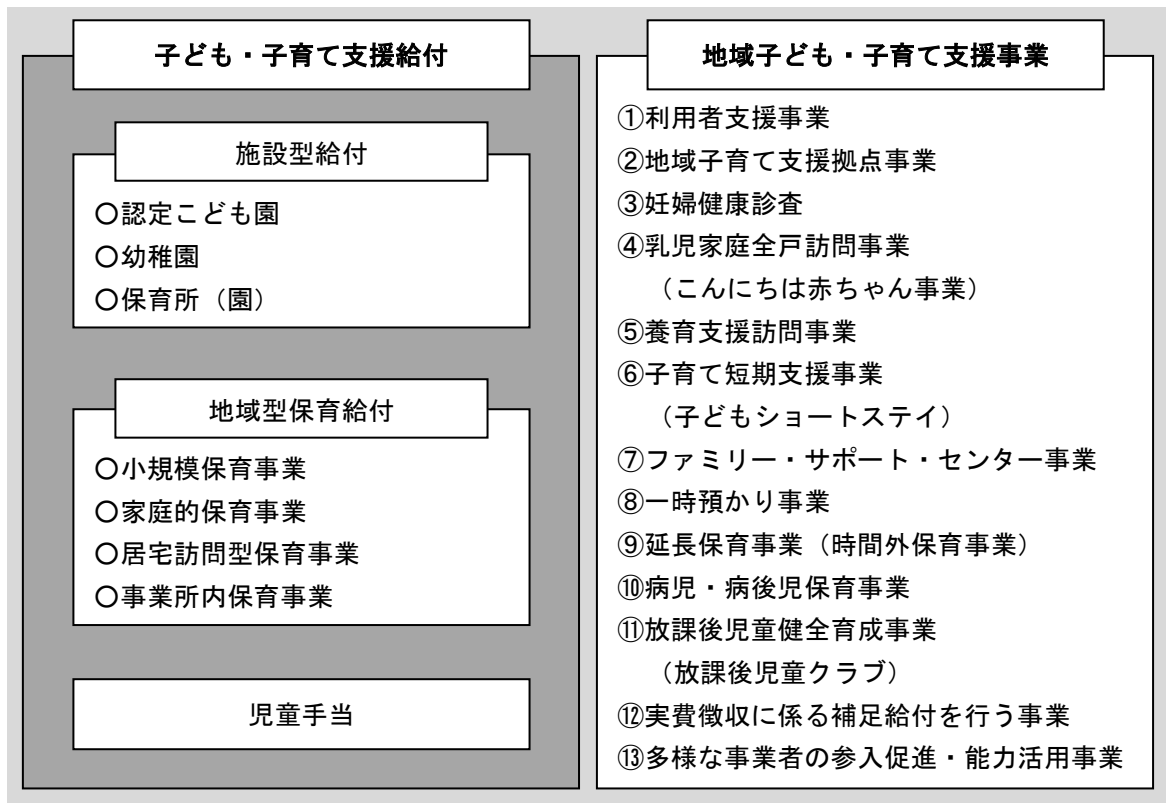 子ども・子育て支援給付
施設型給付
〇認定こども園
〇幼稚園
〇保育所（園）
地域型保育給付
〇小規模保育事業
〇家庭的保育事業
〇居宅訪問型保育事業
〇事業所内保育事業
児童手当
地域子ども・子育て支援事業
①利用者支援事業
②地域子育て支援拠点事業
③妊婦健康診査
④乳児家庭全戸訪問事業
（こんにちは赤ちゃん事業）
⑤養育支援訪問事業
⑥子育て短期支援事業
（子どもショートステイ）
⑦ファミリー・サポート・センター事業
⑧一時預かり事業
⑨延長保育事業（時間外保育事業）
⑩病児・病後児保育事業
⑪放課後児童健全育成事業
（放課後児童クラブ）
⑫実費徴収に係る補足給付を行う事業
⑬多様な事業者の参入促進・能力活用事業